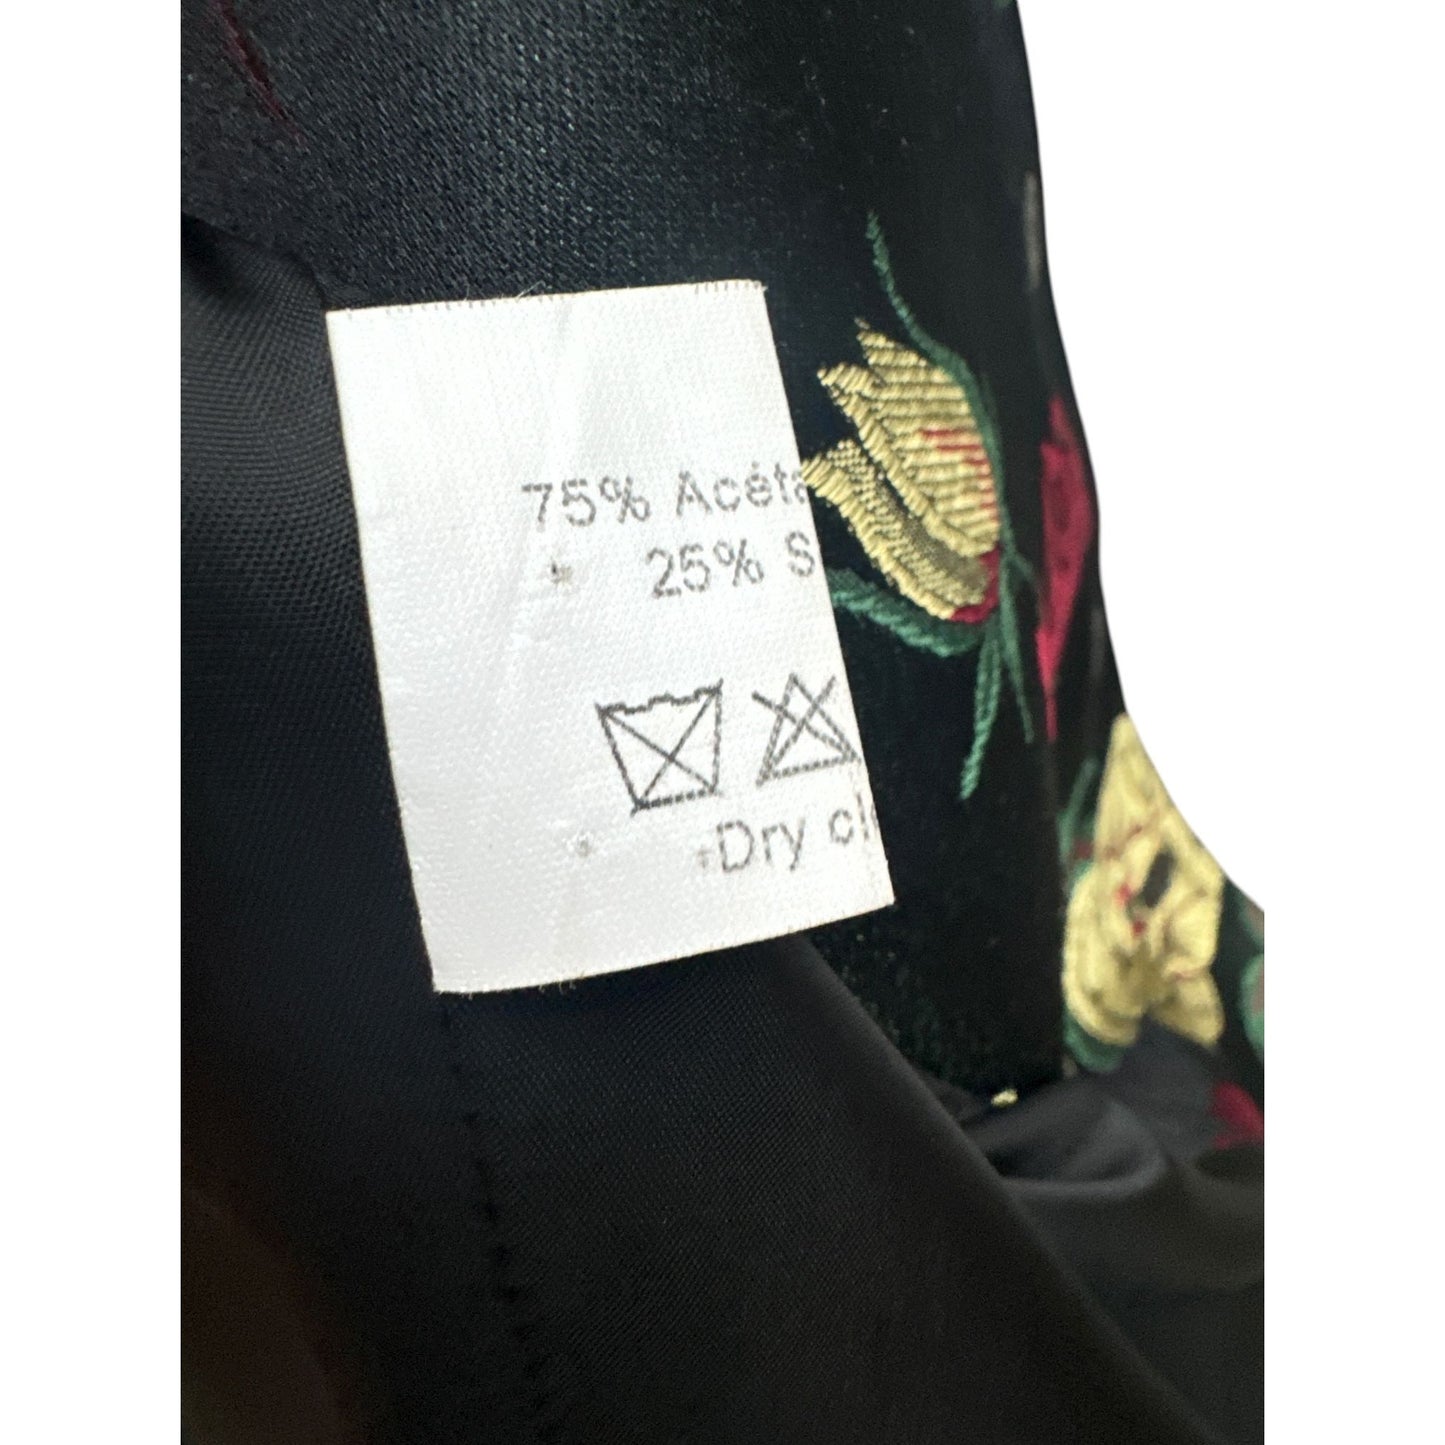 75% Acéta
25% S
Dry cl